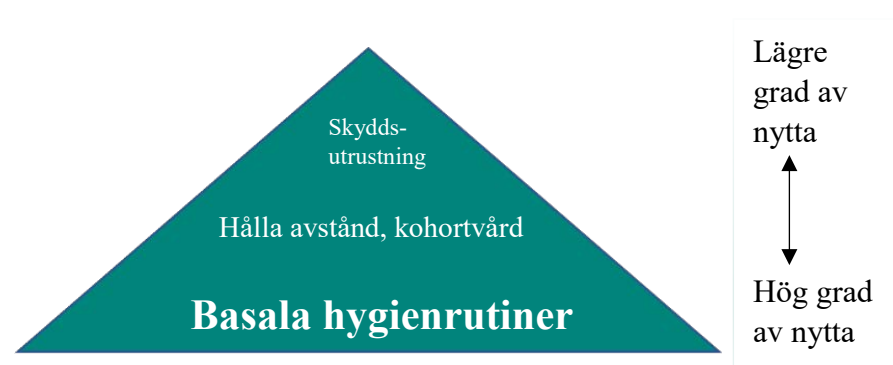 Skydds-
utrustning
Hålla avstånd, kohortvård
Basala hygienrutiner
Lägre
grad av
nytta
Hög grad
av nytta